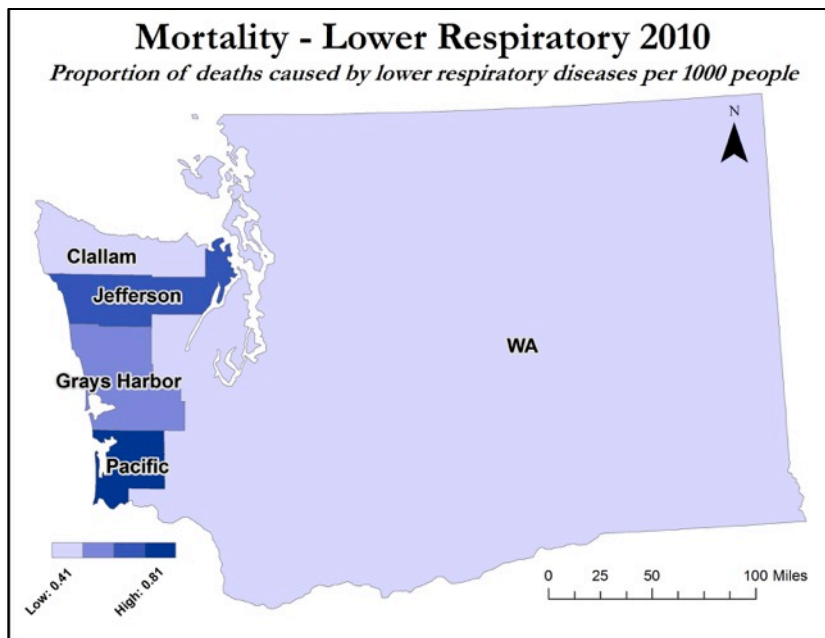 Mortality - Lower Respiratory 2010
Proportion of deaths caused by lower respiratory diseases per 1000 people
N
Clallam
Jefferson
WA
Grays Harbor
Pacific
Low: 0.41
High: 0.81
0 25 50 100 Miles